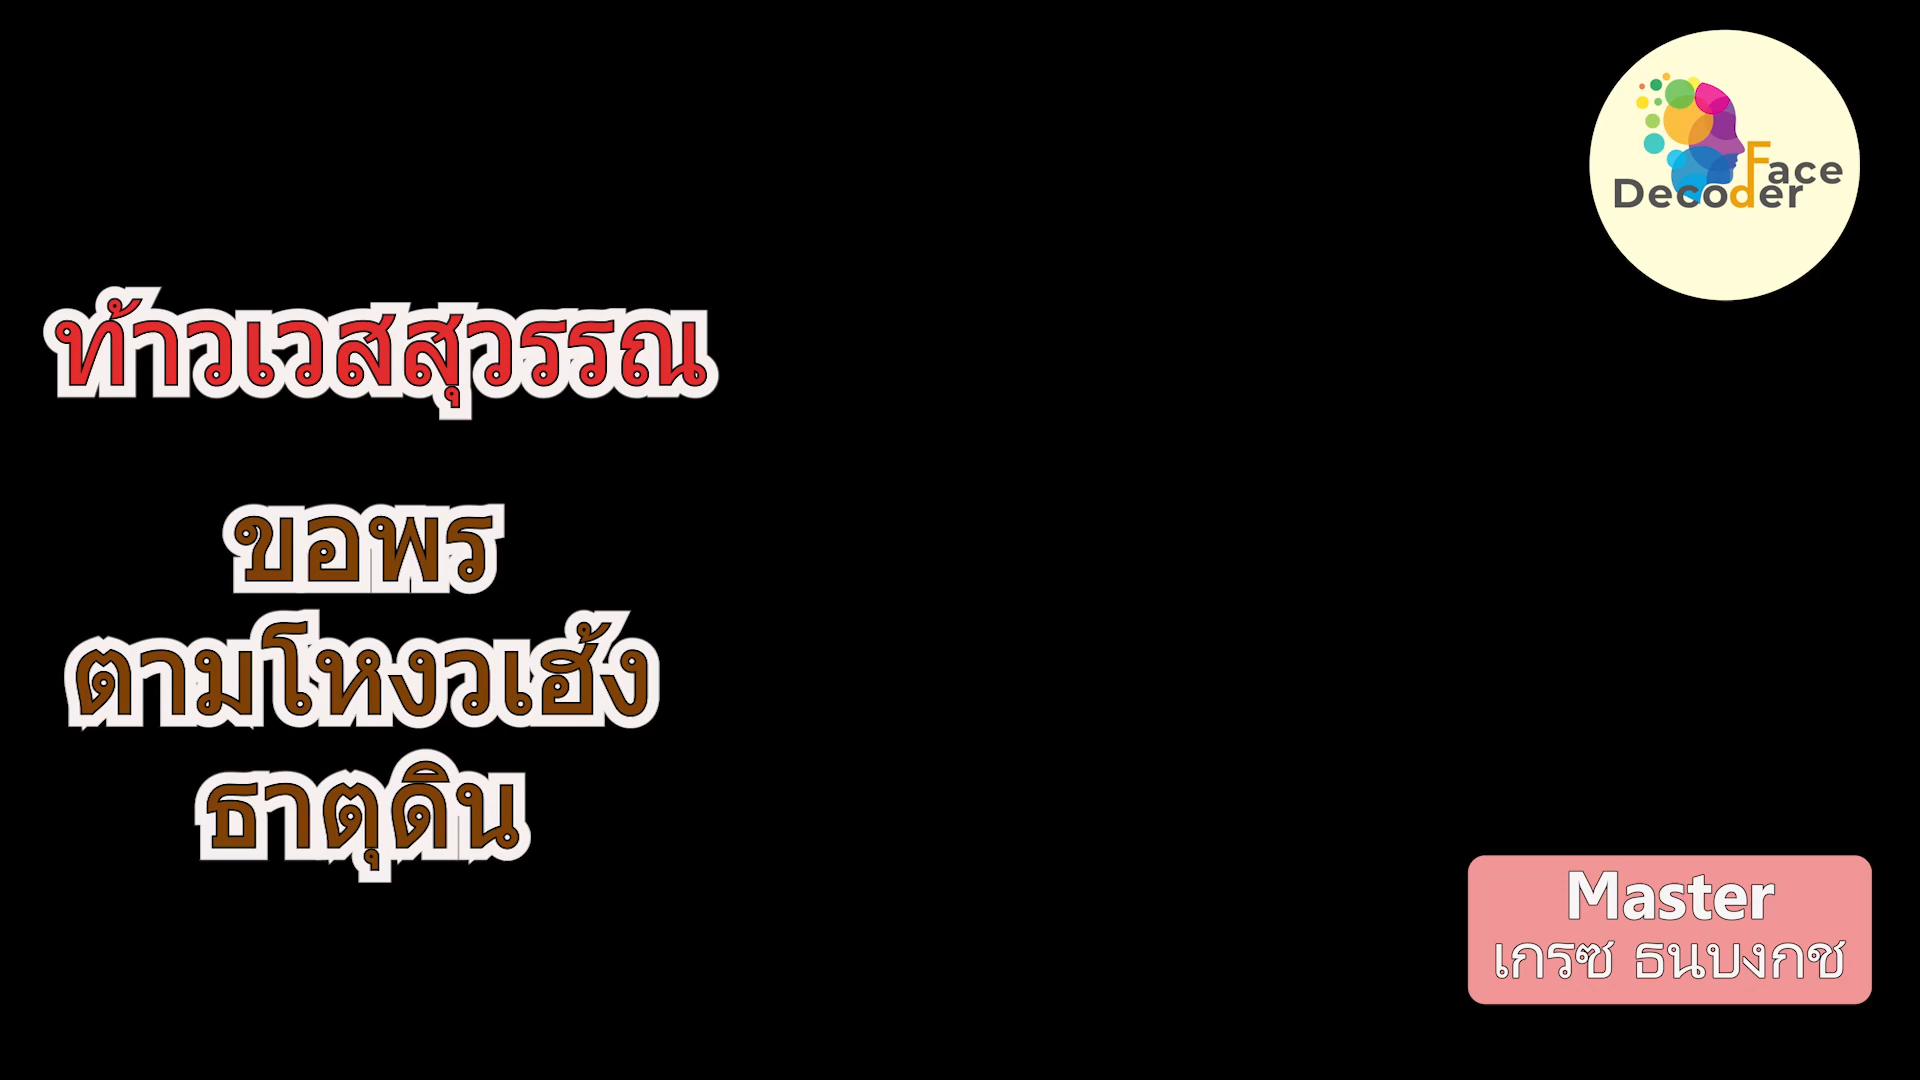 Face
Decoder
ท้าวเวสสุวรรณ
ขอพร
ตามโหงวเฮ้ง
ธาตุดิน
Master
เกรซ ธนบงกช